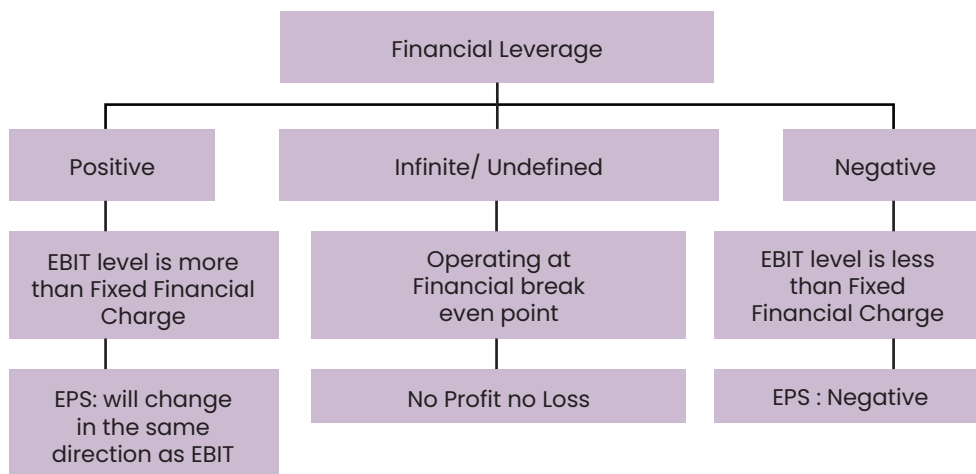 Financial Leverage
Positive
Infinite/ Undefined
Negative
EBIT level is more
than Fixed Financial
Charge
Operating at
Financial break
even point
EBIT level is less
than Fixed
Financial Charge
EPS: will change
in the same
direction as EBIT
No Profit no Loss
EPS : Negative